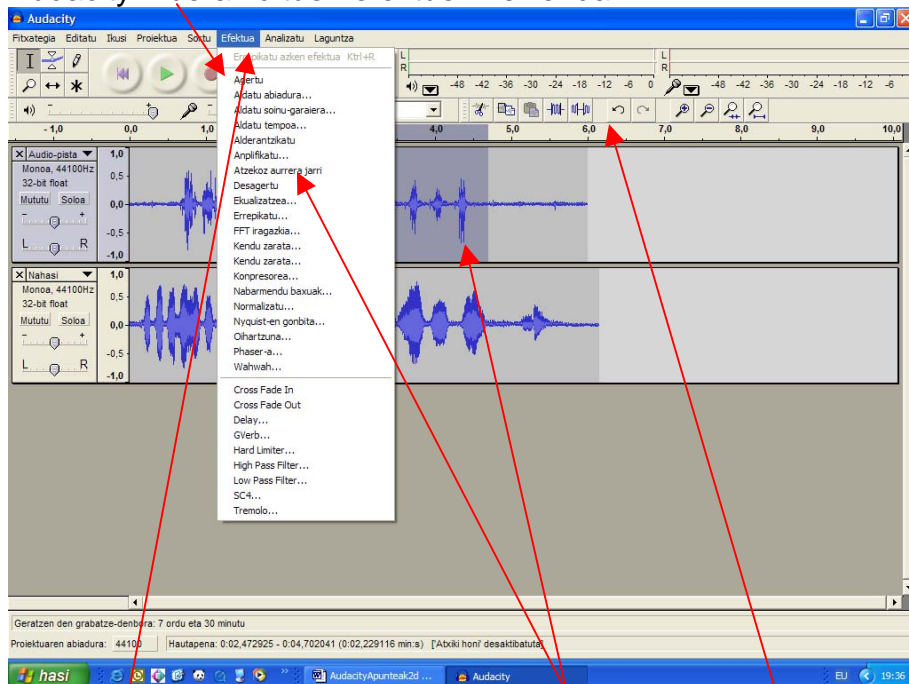 Audacity
Fitxategia Editatu Ikusi Proiektua Sortu Efektua Analizatu Laguntza
Errepikatu azken efektua Ktrl+R
Agertu
Aldatu abiadura...
Aldatu soinu-garaiera...
Aldatu tempoa...
Alderantzikatu
Anplifikatu...
Atzekoz aurrera jarri
Desagertu
Ekualizatzea...
Errepikatu...
FFT iragazkia...
Kendu zarata...
Kendu zarata...
Konpresorea...
Nabarmendu baxuak...
Normalizatu...
Nyquist-en gonbita...
Oihartzuna...
Phaser-a...
Wahwah...
Cross Fade In
Cross Fade Out
Delay...
GVerb...
Hard Limiter...
High Pass Filter...
Low Pass Filter...
SC4...
Tremolo...
L
R
-48 -42 -36 -30 -24 -18 -12 -6 0
L
R
-48 -42 -36 -30 -24 -18 -12 -6
- 1,0 0,0 1,0 4,0 5,0 6,0 7,0 8,0 9,0 10,0
X Audio-pista
Monoa, 44100Hz
32-bit float
Mututu Soloa
- +
L R
1,0
0,5
0,0
-0,5
-1,0
X Nahasi
Monoa, 44100Hz
32-bit float
Mututu Soloa
- +
L R
1,0
0,5
0,0
-0,5
-1,0
Geratzen den grabatze-denbora: 7 ordu eta 30 minutu
Proiektuaren abiadura: 44100 Hautapena: 0:02,472925 - 0:04,702041 (0:02,229116 min:s) ['Atxiki honi' desaktibatuta]
hasi AudacityApunteak2d ... Audacity EU 19:36